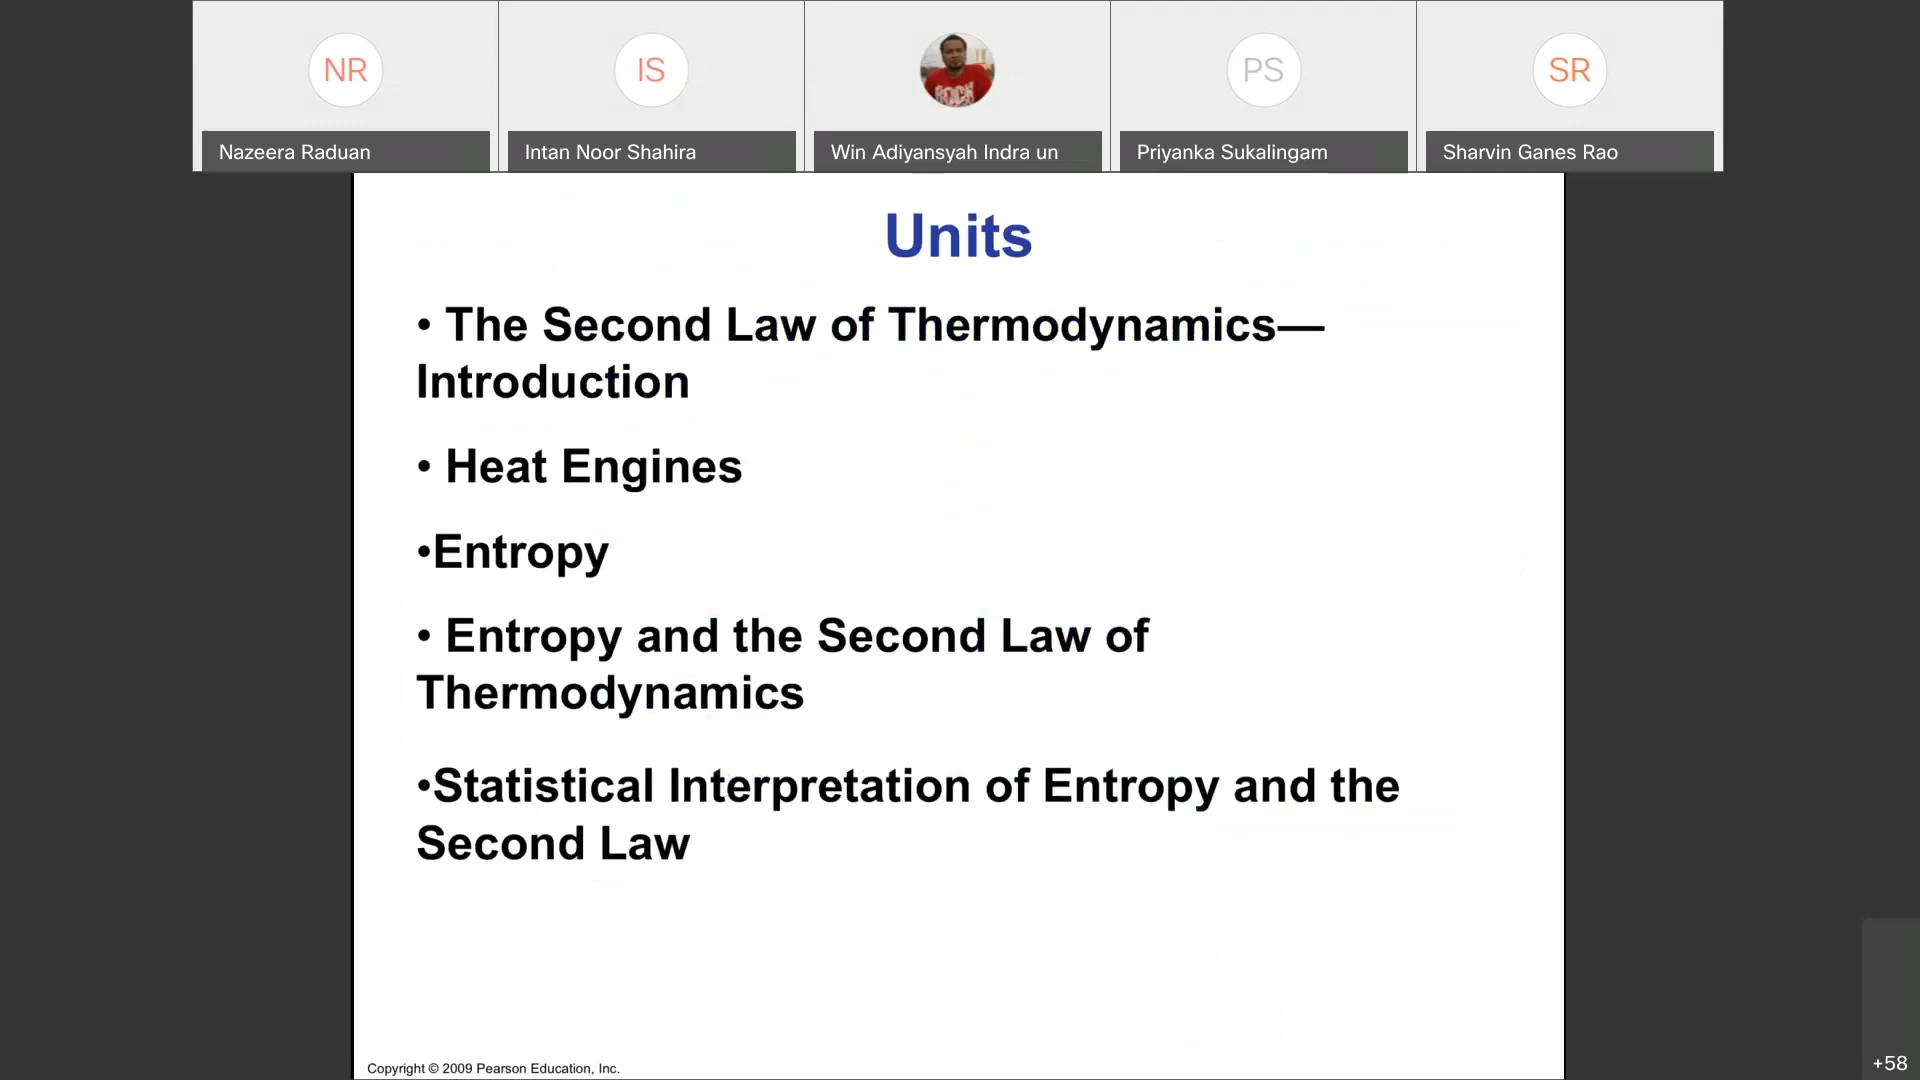 NR
IS
PS
SR
Nazeera Raduan
Intan Noor Shahira
Win Adiyansyah Indra un
Priyanka Sukalingam
Sharvin Ganes Rao
Units
• The Second Law of Thermodynamics—
Introduction
• Heat Engines
•Entropy
• Entropy and the Second Law of
Thermodynamics
•Statistical Interpretation of Entropy and the
Second Law
Copyright © 2009 Pearson Education, Inc.
+58